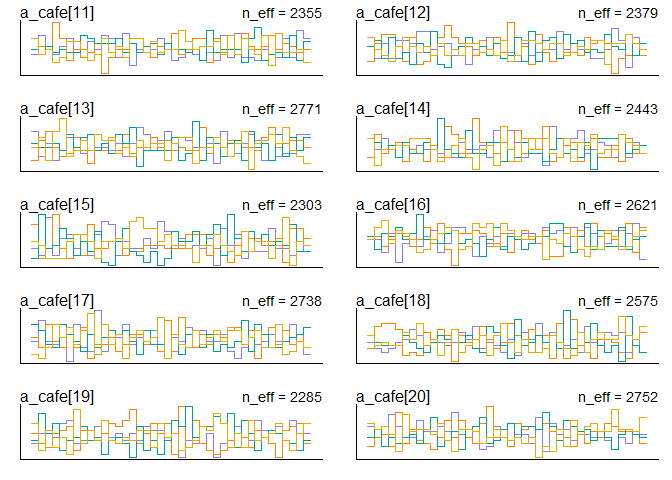 a_cafe[11] n_eff = 2355 a_cafe[12] n_eff = 2379
a_cafe[13] n_eff = 2771 a_cafe[14] n_eff = 2443
a_cafe[15] n_eff = 2303 a_cafe[16] n_eff = 2621
a_cafe[17] n_eff = 2738 a_cafe[18] n_eff = 2575
a_cafe[19] n_eff = 2285 a_cafe[20] n_eff = 2752